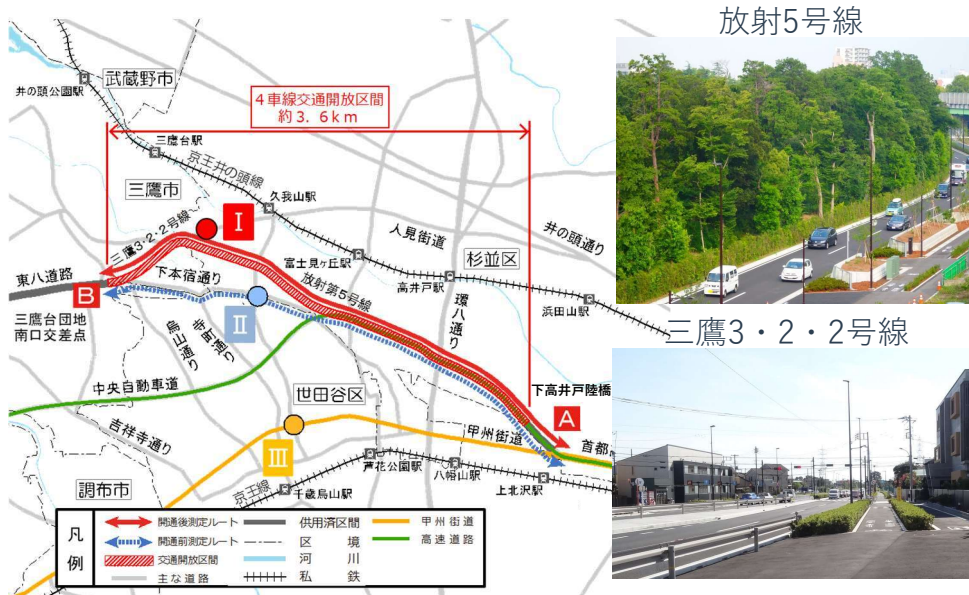 放射5号線
武蔵野市
井の頭公園駅
4車線交通開放区間
約3.6km
三鷹台駅
京王井の頭線
三鷹市
久我山駅
Ⅰ
三鷹3・2・2号線
人見街道
井の頭通り
富士見ヶ丘駅
杉並区
東八道路
下本宿通り
放射第5号線
高井戸駅
B
環八通り
浜田山駅
三鷹台団地
南口交差点
Ⅱ
烏山通り
寺町通り
三鷹3・2・2号線
中央自動車道
世田谷区
下高井戸陸橋
A
吉祥寺通り
甲州街道
首都
Ⅲ
芦花公園駅
八幡山駅
調布市
京王線
千歳烏山駅
上北沢駅
凡例
開通後測定ルート
供用済区間
甲州街道
開通前測定ルート
区境
高速道路
交通開放区間
河川
主な道路
私鉄